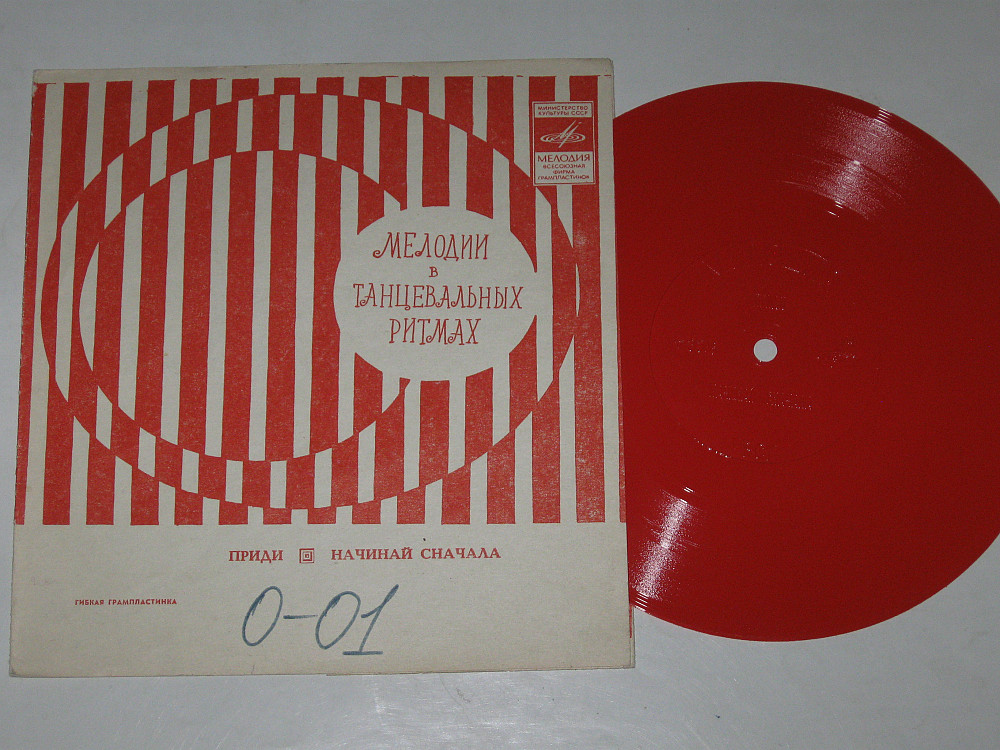 МИНИСТЕРСТВО
КУЛЬТУРЫ СССР
МЕЛОДИЯ
ВСЕСОЮЗНАЯ
ФИРМА
ГРАМПЛАСТИНОК
МЕЛОДИИ
В
ТАНЦЕВАЛЬНЫХ
РИТМАХ
ПРИДИ НАЧИНАЙ СНАЧАЛА
ГИБКАЯ ГРАМПЛАСТИНКА
0-01